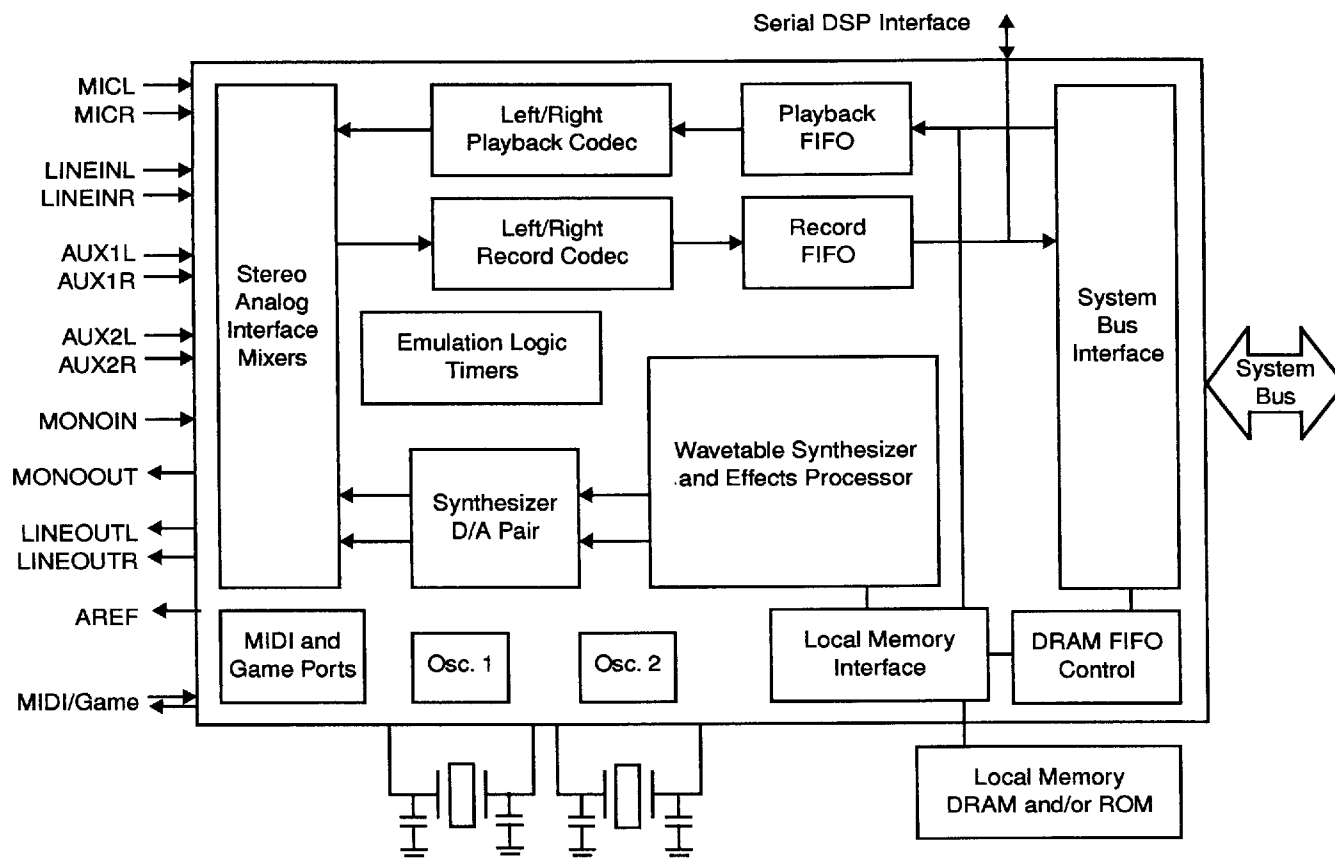 Serial DSP Interface
MICL
MICR
LINEINL
LINEINR
AUX1L
AUX1R
AUX2L
AUX2R
MONOIN
MONOOUT
LINEOUTL
LINEOUTR
AREF
MIDI/Game
Stereo
Analog
Interface
Mixers
Left/Right
Playback Codec
Playback
FIFO
Left/Right
Record Codec
Record
FIFO
Emulation Logic
Timers
System
Bus
Interface
System
Bus
Wavetable Synthesizer
and Effects Processor
Synthesizer
D/A Pair
MIDI and
Game Ports
Osc. 1
Osc. 2
Local Memory
Interface
DRAM FIFO
Control
Local Memory
DRAM and/or ROM